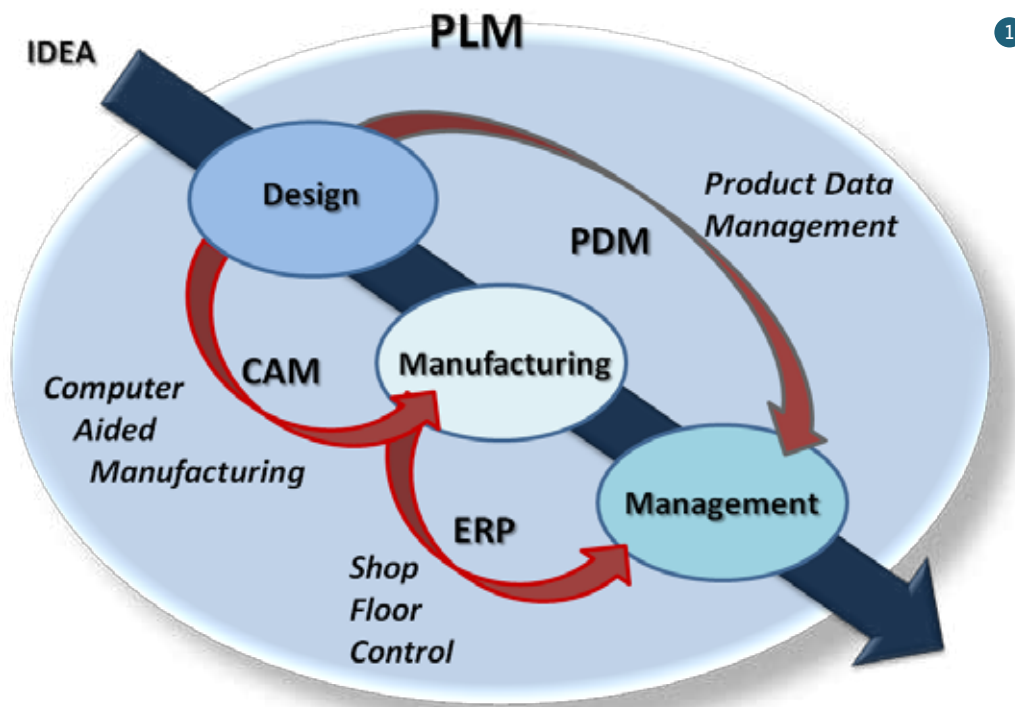 PLM
1
IDEA
Design
Product Data
Management
PDM
Manufacturing
CAM
Computer
Aided
Manufacturing
Management
ERP
Shop
Floor
Control